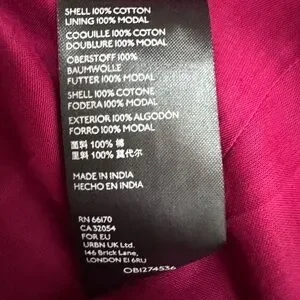 SHELL 100% COTTON
LINING 100% MODAL
COQUILLE 100% COTON
DOUBLURE 100% MODAL
OBERSTOFF 100%
BAUMWOLLE
FUTTER 100% MODAL
SHELL 100% COTONE
FODERA 100% MODAL
EXTERIOR 100% ALGODÓN
FORRO 100% MODAL
面料 100% 棉
里料 100% 莫代尔
MADE IN INDIA
HECHO EN INDIA
RN 66170
CA 32054
FOR EU
URBN UK Ltd.
146 Brick Lane,
LONDON E1 6RU
OB1274536